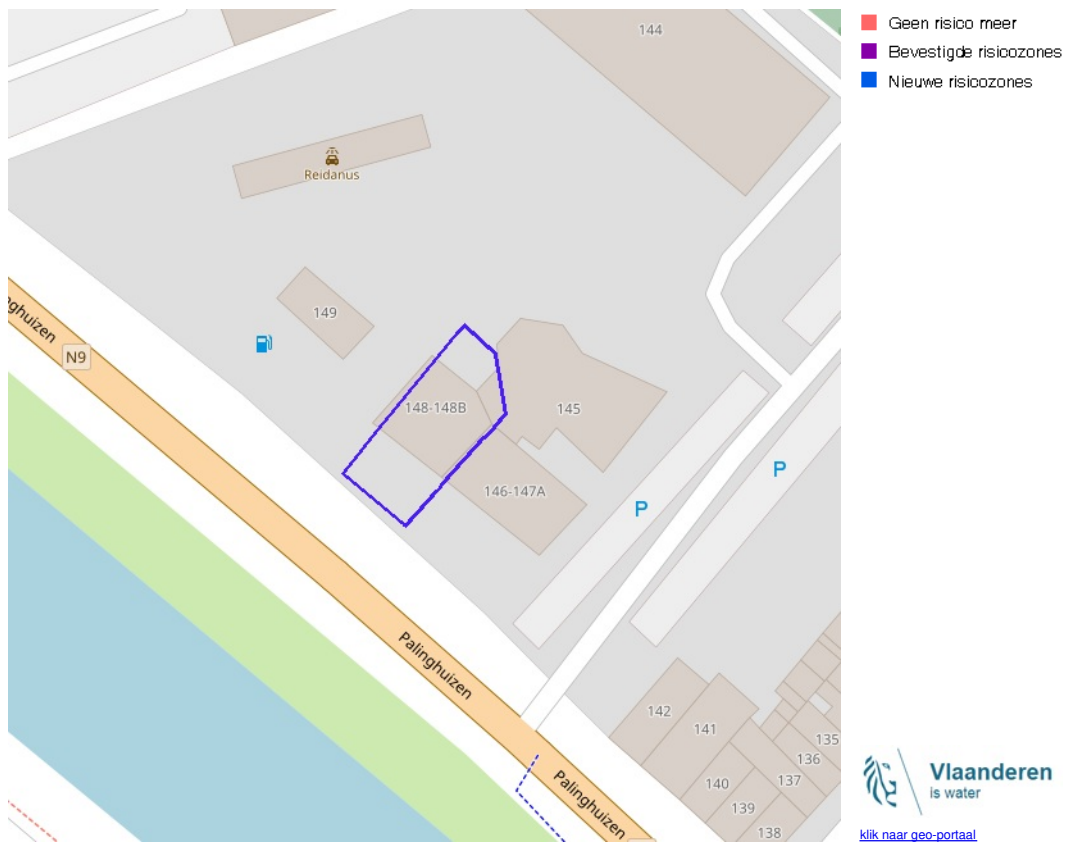 Geen risico meer
Bevestigde risicozones
Nieuwe risicozones
144
Reidanus
149
N9
148-148B
145
146-147A
P
P
Palinghuizen
142
141
140
139
138
137
136
135
Palinghuizen
Vlaanderen
is water
klik naar geo-portaal